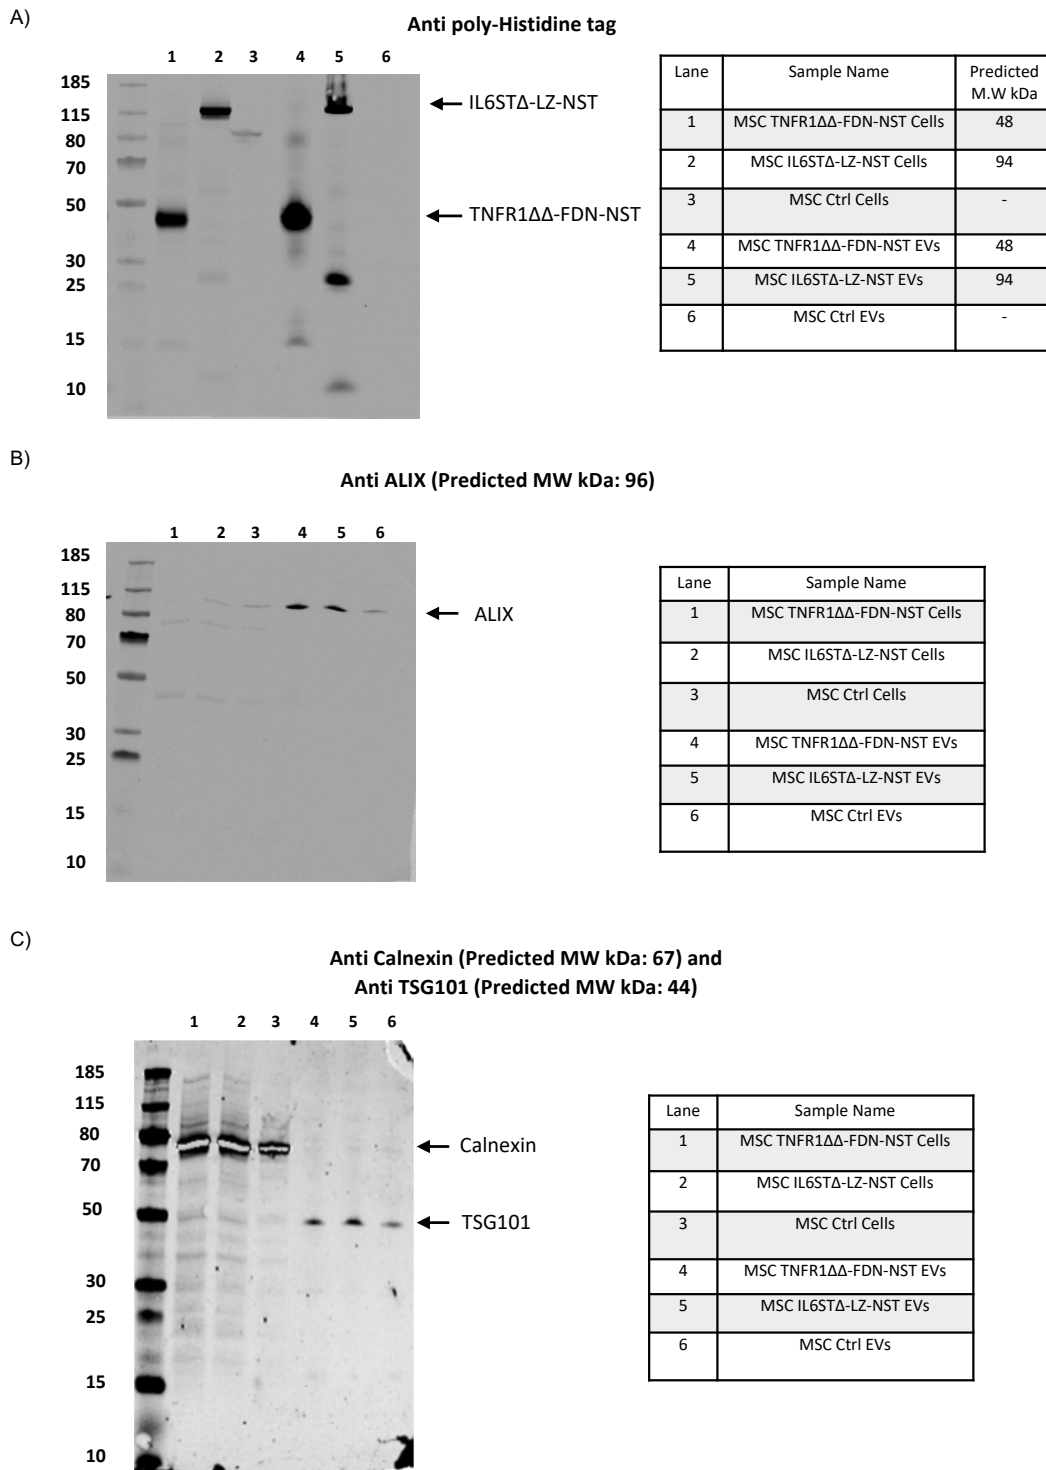 A)
Anti poly-Histidine tag
1 2 3 4 5 6
185
115
80
70
50
30
25
15
10
IL6STΔ-LZ-NST
TNFR1ΔΔ-FDN-NST
Lane Sample Name Predicted M.W kDa
1 MSC TNFR1ΔΔ-FDN-NST Cells 48
2 MSC IL6STΔ-LZ-NST Cells 94
3 MSC Ctrl Cells -
4 MSC TNFR1ΔΔ-FDN-NST EVs 48
5 MSC IL6STΔ-LZ-NST EVs 94
6 MSC Ctrl EVs -
B)
Anti ALIX (Predicted MW kDa: 96)
1 2 3 4 5 6
185
115
80
70
50
30
25
15
10
ALIX
Lane Sample Name
1 MSC TNFR1ΔΔ-FDN-NST Cells
2 MSC IL6STΔ-LZ-NST Cells
3 MSC Ctrl Cells
4 MSC TNFR1ΔΔ-FDN-NST EVs
5 MSC IL6STΔ-LZ-NST EVs
6 MSC Ctrl EVs
C)
Anti Calnexin (Predicted MW kDa: 67) and
Anti TSG101 (Predicted MW kDa: 44)
1 2 3 4 5 6
185
115
80
70
50
30
25
15
10
Calnexin
TSG101
Lane Sample Name
1 MSC TNFR1ΔΔ-FDN-NST Cells
2 MSC IL6STΔ-LZ-NST Cells
3 MSC Ctrl Cells
4 MSC TNFR1ΔΔ-FDN-NST EVs
5 MSC IL6STΔ-LZ-NST EVs
6 MSC Ctrl EVs